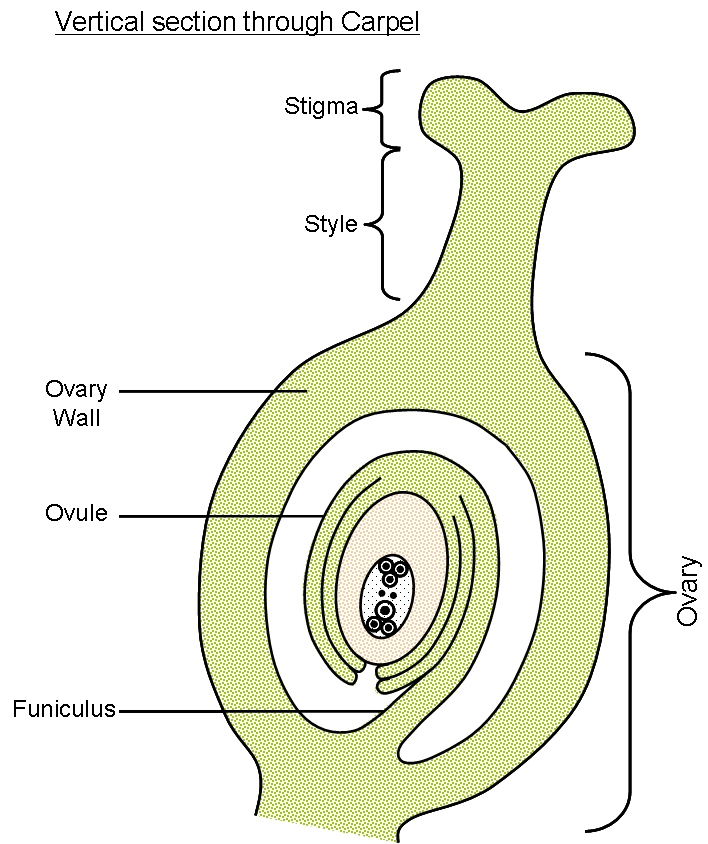 Vertical section through Carpel
Stigma
Style
Ovary
Wall
Ovule
Funiculus
Ovary